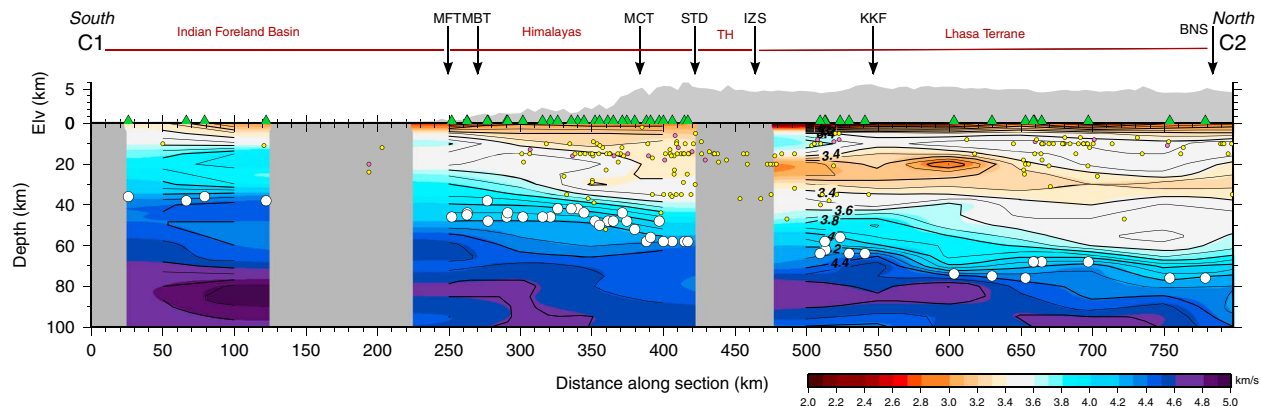 South MFT MBT MCT STD IZS KKF BNS North
C1 Indian Foreland Basin Himalayas TH Lhasa Terrane C2
Elv (km)
5
0
Depth (km)
20
40
60
80
100
3.4
3.4
3.4
3.6
3.8
4
4.4
0 50 100 150 200 250 300 350 400 450 500 550 600 650 700 750
Distance along section (km)
km/s
2.0 2.2 2.4 2.6 2.8 3.0 3.2 3.4 3.6 3.8 4.0 4.2 4.4 4.6 4.8 5.0